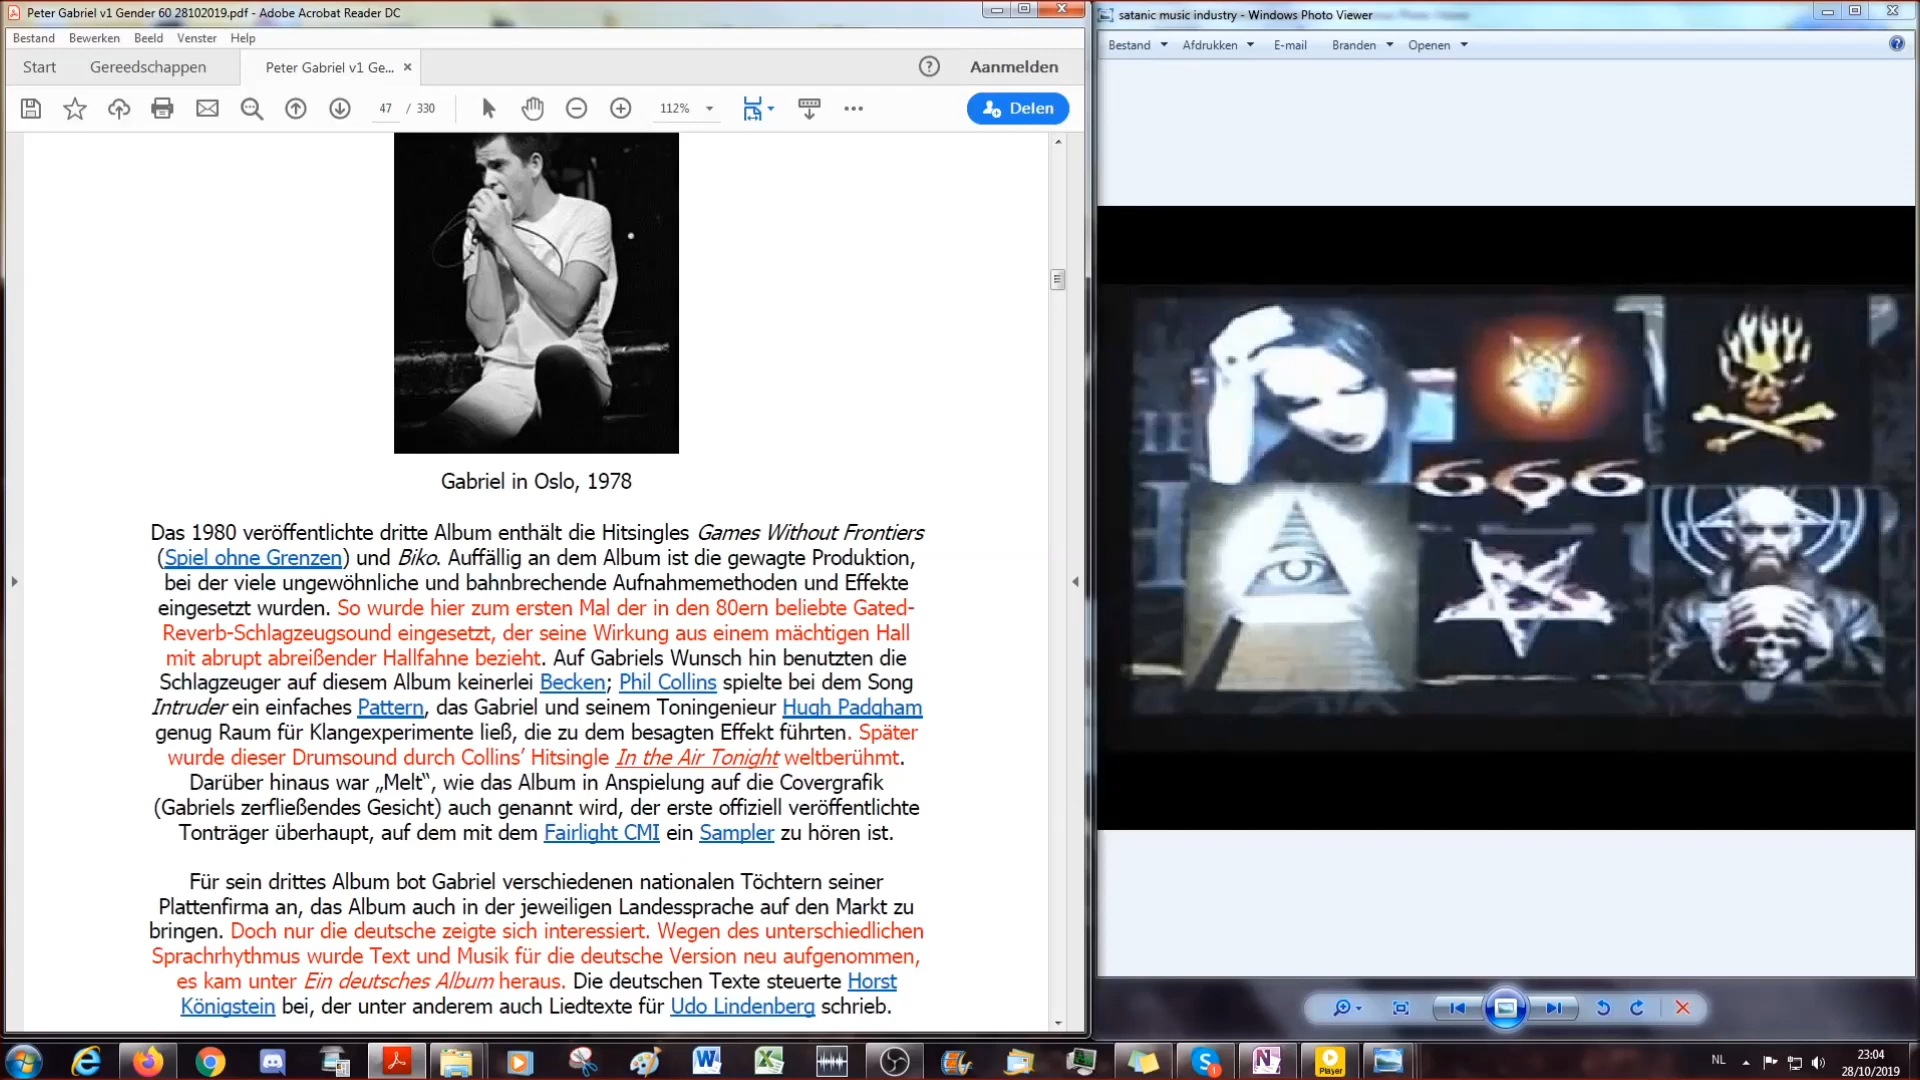 Peter Gabriel v1 Gender 60 28102019.pdf - Adobe Acrobat Reader DC
Bestand Bewerken Beeld Venster Help
Start Gereedschappen Peter Gabriel v1 Ge... × Aanmelden
47 / 330 112% Delen
Gabriel in Oslo, 1978
Das 1980 veröffentlichte dritte Album enthält die Hitsingles Games Without Frontiers
(Spiel ohne Grenzen) und Biko. Auffällig an dem Album ist die gewagte Produktion,
bei der viele ungewöhnliche und bahnbrechende Aufnahmemethoden und Effekte
eingesetzt wurden. So wurde hier zum ersten Mal der in den 80ern beliebte Gated-
Reverb-Schlagzeugsound eingesetzt, der seine Wirkung aus einem mächtigen Hall
mit abrupt abreißender Hallfahne bezieht. Auf Gabriels Wunsch hin benutzten die
Schlagzeuger auf diesem Album keinerlei Becken; Phil Collins spielte bei dem Song
Intruder ein einfaches Pattern, das Gabriel und seinem Toningenieur Hugh Padgham
genug Raum für Klangexperimente ließ, die zu dem besagten Effekt führten. Später
wurde dieser Drumsound durch Collins’ Hitsingle In the Air Tonight weltberühmt.
Darüber hinaus war „Melt“, wie das Album in Anspielung auf die Covergrafik
(Gabriels zerfließendes Gesicht) auch genannt wird, der erste offiziell veröffentlichte
Tonträger überhaupt, auf dem mit dem Fairlight CMI ein Sampler zu hören ist.
Für sein drittes Album bot Gabriel verschiedenen nationalen Töchtern seiner
Plattenfirma an, das Album auch in der jeweiligen Landessprache auf den Markt zu
bringen. Doch nur die deutsche zeigte sich interessiert. Wegen des unterschiedlichen
Sprachrhythmus wurde Text und Musik für die deutsche Version neu aufgenommen,
es kam unter Ein deutsches Album heraus. Die deutschen Texte steuerte Horst
Königstein bei, der unter anderem auch Liedtexte für Udo Lindenberg schrieb.
satanic music industry - Windows Photo Viewer
Bestand Afdrukken E-mail Branden Openen
666
Player
NL
23:04
28/10/2019